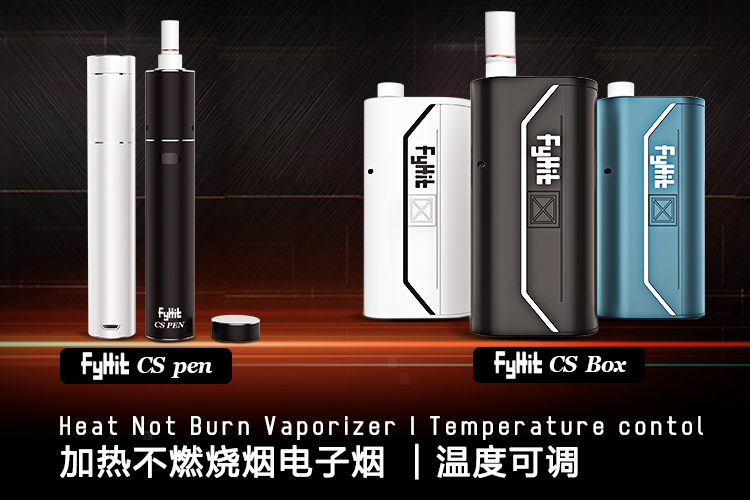 FyHit
CS PEN
FyHit
FyHit
FyHit
FyHit CS pen
FyHit CS Box
Heat Not Burn Vaporizer | Temperature contol
加热不燃烧烟电子烟 | 温度可调